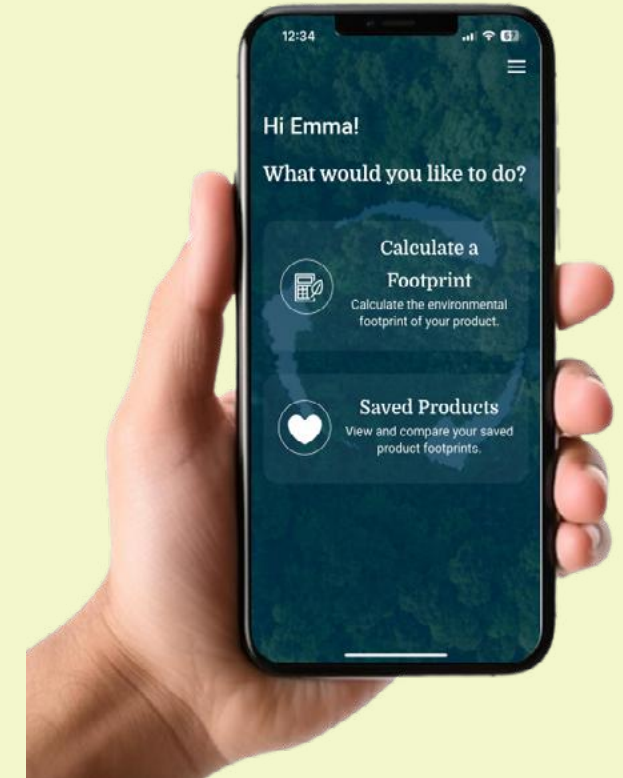 12:34
67
Hi Emma!
What would you like to do?
Calculate a
Footprint
Calculate the environmental
footprint of your product.
Saved Products
View and compare your saved
product footprints.